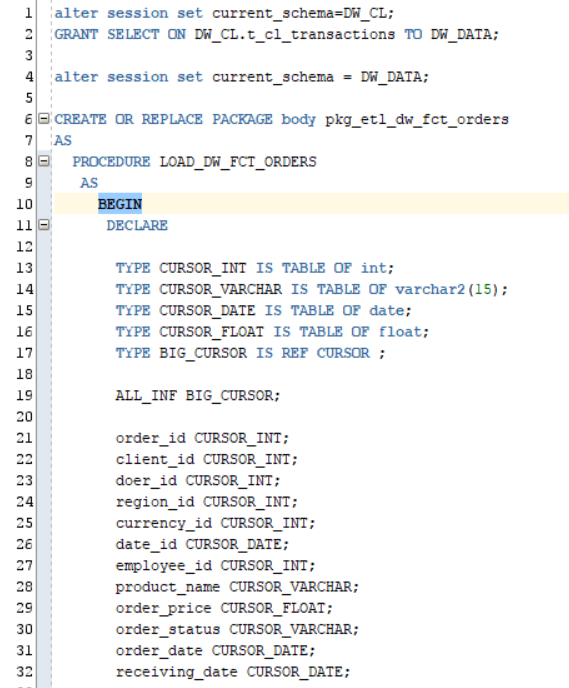 1 alter session set current_schema=DW_CL;
2 GRANT SELECT ON DW_CL.t_cl_transactions TO DW_DATA;
3
4 alter session set current_schema = DW_DATA;
5
6 CREATE OR REPLACE PACKAGE body pkg_etl_dw_fct_orders
7 AS
8 PROCEDURE LOAD_DW_FCT_ORDERS
9 AS
10 BEGIN
11 DECLARE
12
13 TYPE CURSOR_INT IS TABLE OF int;
14 TYPE CURSOR_VARCHAR IS TABLE OF varchar2(15);
15 TYPE CURSOR_DATE IS TABLE OF date;
16 TYPE CURSOR_FLOAT IS TABLE OF float;
17 TYPE BIG_CURSOR IS REF CURSOR ;
18
19 ALL_INF BIG_CURSOR;
20
21 order_id CURSOR_INT;
22 client_id CURSOR_INT;
23 doer_id CURSOR_INT;
24 region_id CURSOR_INT;
25 currency_id CURSOR_INT;
26 date_id CURSOR_DATE;
27 employee_id CURSOR_INT;
28 product_name CURSOR_VARCHAR;
29 order_price CURSOR_FLOAT;
30 order_status CURSOR_VARCHAR;
31 order_date CURSOR_DATE;
32 receiving_date CURSOR_DATE;